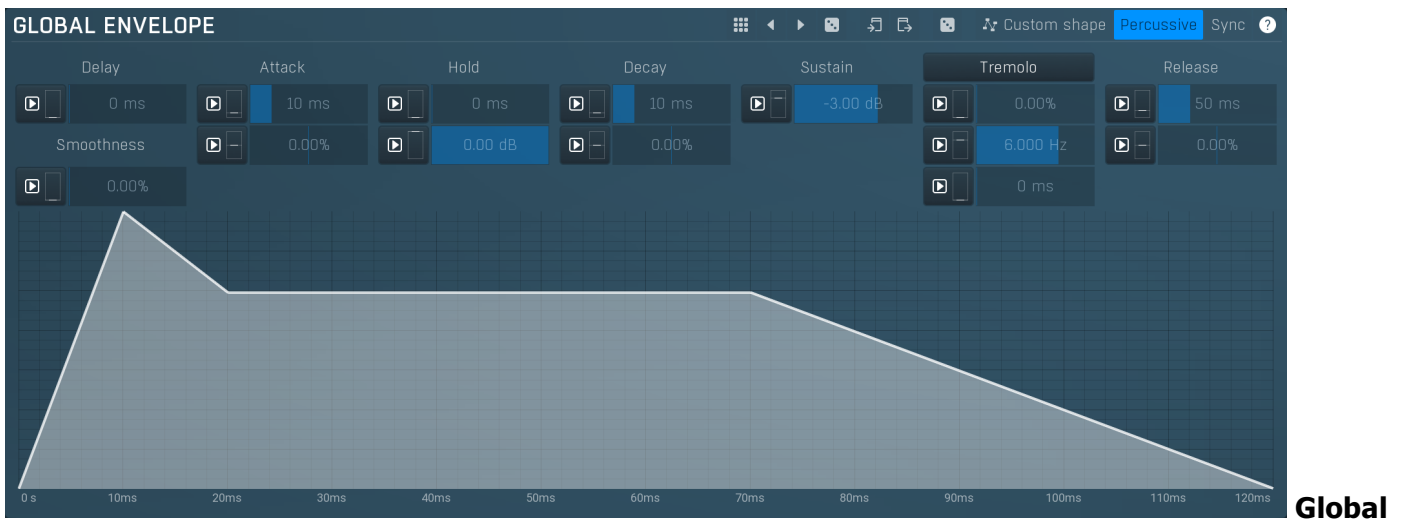 GLOBAL ENVELOPE Custom shape Percussive Sync ?
Delay Attack Hold Decay Sustain Tremolo Release
0 ms 10 ms 0 ms 10 ms -3.00 dB 0.00% 50 ms
Smoothness 0.00% 0.00 dB 0.00% 6.000 Hz 0.00%
0.00% 0 ms
0 s 10ms 20ms 30ms 40ms 50ms 60ms 70ms 80ms 90ms 100ms 110ms 120ms
Global